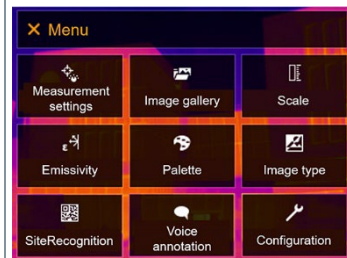 × Menu
Measurement
settings
Image gallery
Scale
ε
Emissivity
Palette
Image type
SiteRecognition
Voice
annotation
Configuration